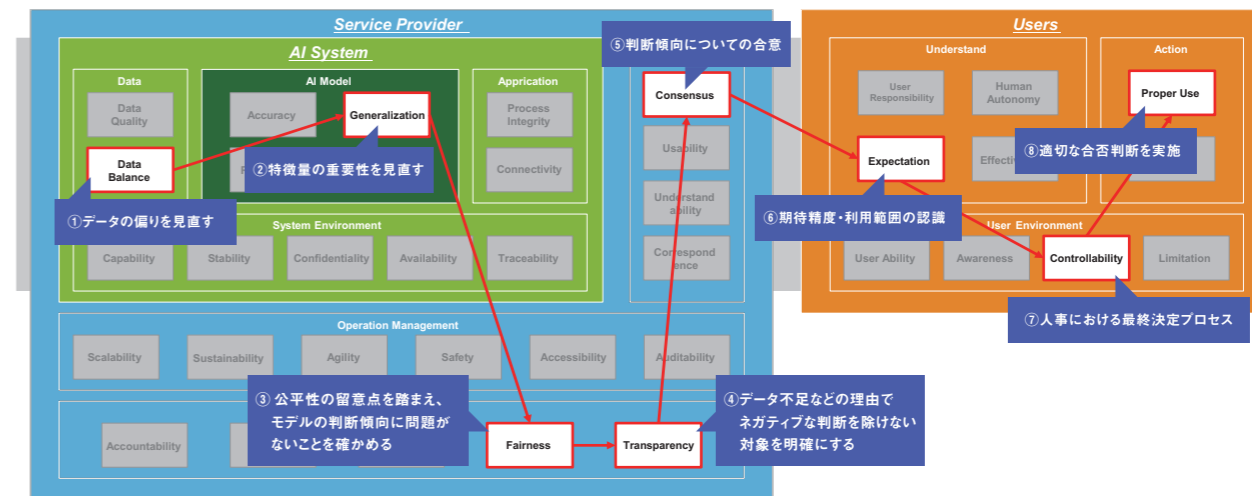 Service Provider
AI System
Data
Data
Quality
Data
Balance
①データの偏りを見直す
AI Model
Accuracy
Generalization
②特徴量の重要性を見直す
Apprication
Process
Integrity
Connectivity
System Environment
Capability
Stability
Confidentiality
Availability
Traceability
⑤判断傾向についての合意
Consensus
Usability
Understand
ability
Correspond
ence
Operation Management
Scalability
Sustainability
Agility
Safety
Accessibility
Auditability
③ 公平性の留意点を踏まえ、
モデルの判断傾向に問題が
ないことを確かめる
④データ不足などの理由で
ネガティブな判断を除けない
対象を明確にする
Accountability
Fairness
Transparency
Users
Understand
User
Responsibility
Human
Autonomy
Expectation
⑥期待精度・利用範囲の認識
Action
Proper Use
⑧適切な合否判断を実施
User Environment
User Ability
Awareness
Controllability
Limitation
⑦人事における最終決定プロセス